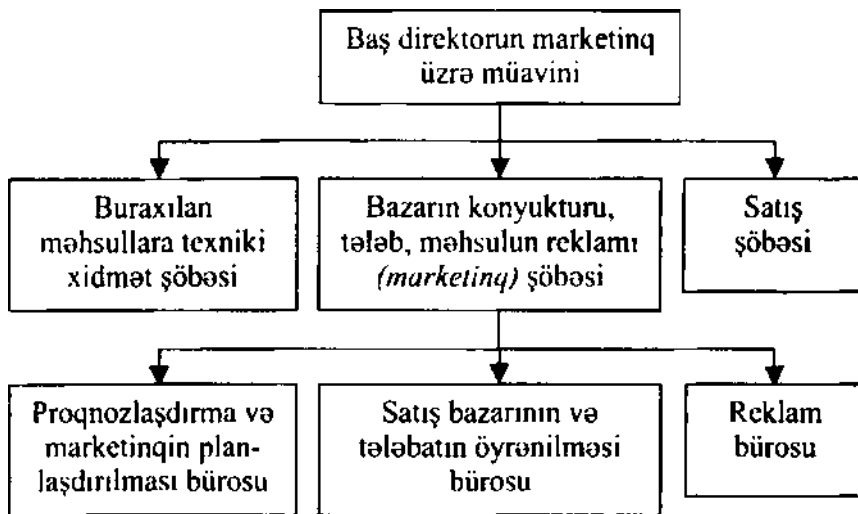 Baş direktorun marketinq
üzrə müavini
Buraxılan
məhsullara texniki
xidmət şöbəsi
Bazarın konyukturu,
tələb, məhsulun reklamı
(marketinq) şöbəsi
Satış
şöbəsi
Proqnozlaşdırma və
marketinqin plan-
laşdırılması bürosu
Satış bazarının və
tələbatın öyrənilməsi
bürosu
Reklam
bürosu